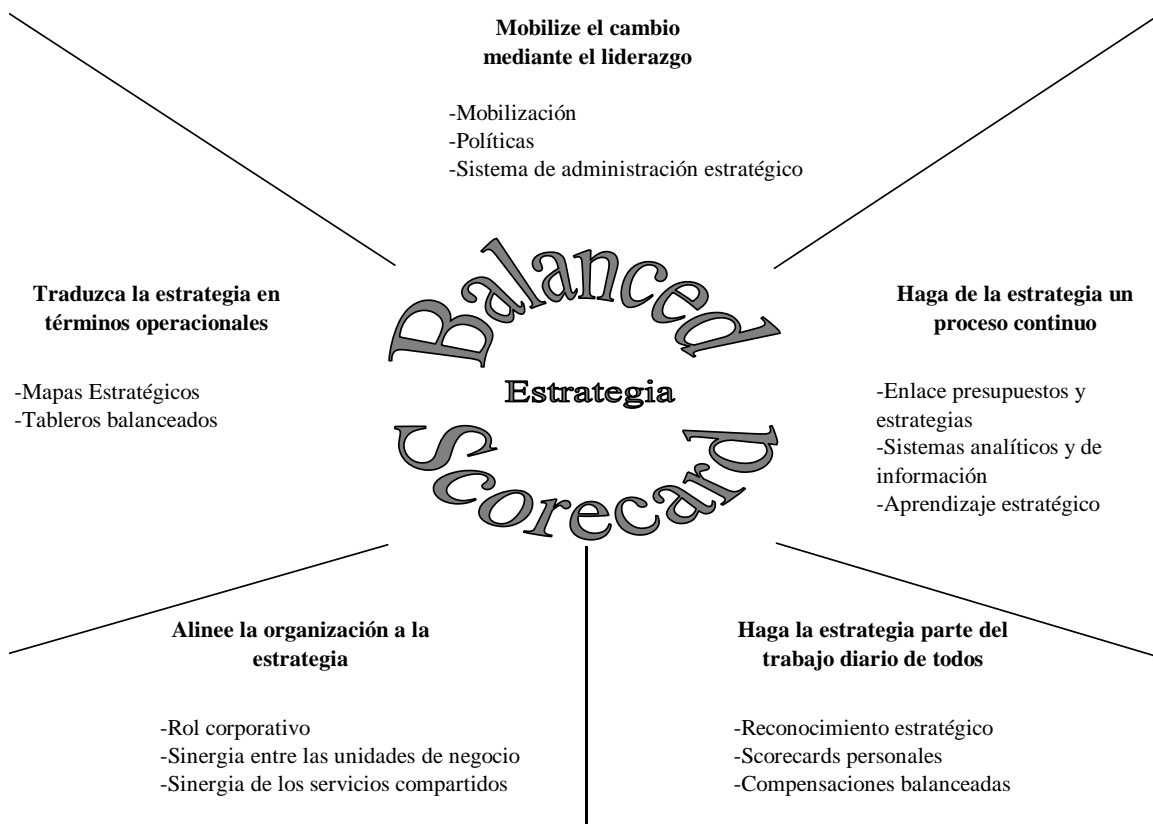 Mobilize el cambio
mediante el liderazgo
-Mobilización
-Políticas
-Sistema de administración estratégico
Traduzca la estrategia en
términos operacionales
-Mapas Estratégicos
-Tableros balanceados
Balanced
Estrategia
Scorecard
Haga de la estrategia un
proceso continuo
-Enlace presupuestos y
estrategias
-Sistemas analíticos y de
información
-Aprendizaje estratégico
Alinee la organización a la
estrategia
-Rol corporativo
-Sinergia entre las unidades de negocio
-Sinergia de los servicios compartidos
Haga la estrategia parte del
trabajo diario de todos
-Reconocimiento estratégico
-Scorecards personales
-Compensaciones balanceadas